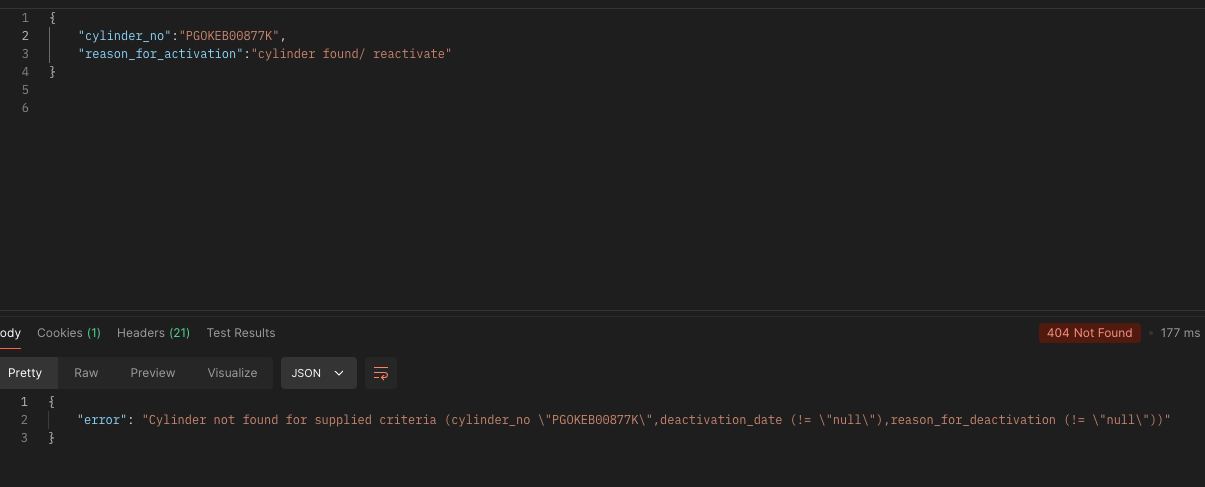 1 {
2 "cylinder_no":"PGOKEB00877K",
3 "reason_for_activation":"cylinder found/ reactivate"
4 }
5
6
ody Cookies (1) Headers (21) Test Results 404 Not Found • 177 ms
Pretty Raw Preview Visualize JSON
1 {
2 "error": "Cylinder not found for supplied criteria (cylinder_no \"PGOKEB00877K\",deactivation_date (!= \"null\"),reason_for_deactivation (!= \"null\"))"
3 }